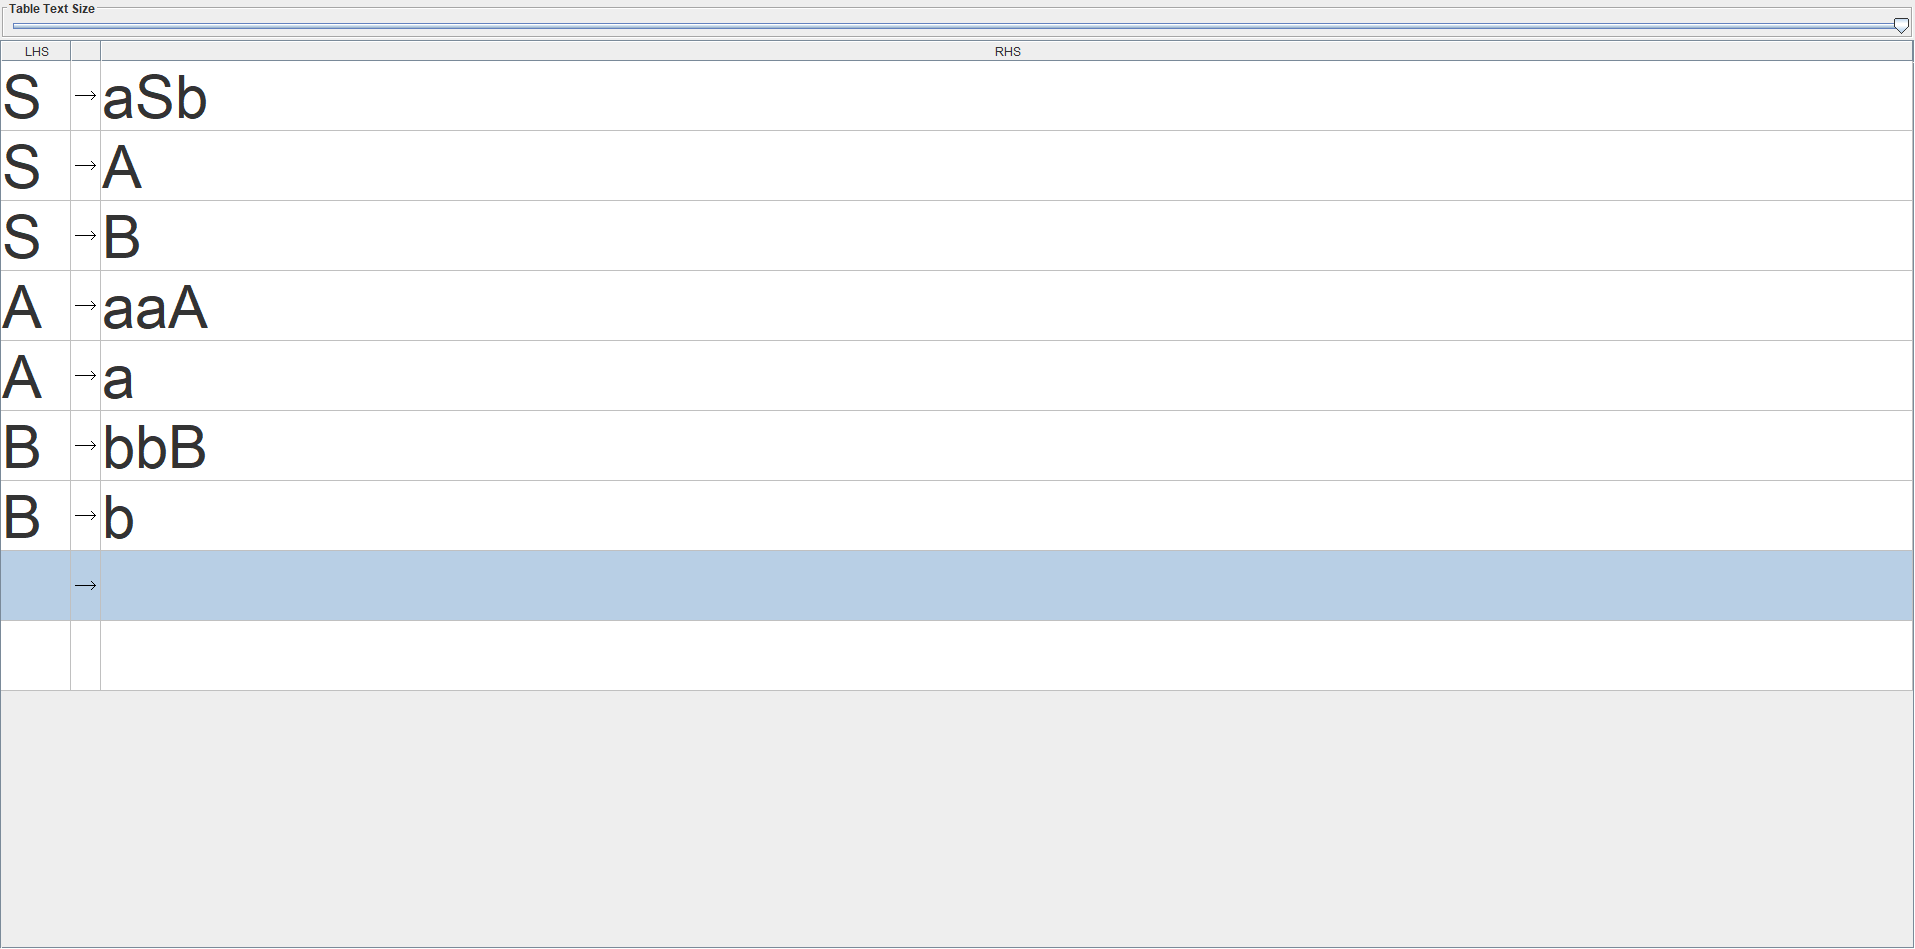 Table Text Size
LHS RHS
S → aSb
S → A
S → B
A → aaA
A → a
B → bbB
B → b
→